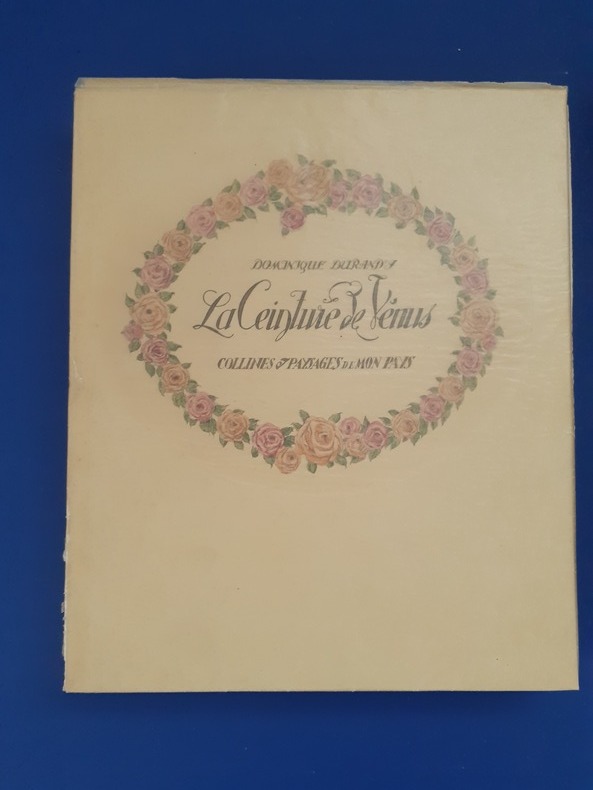 DOMINIQUE DURANDY
La Ceinture de Vénus
COLLINES & PAYSAGES DE MON PAYS